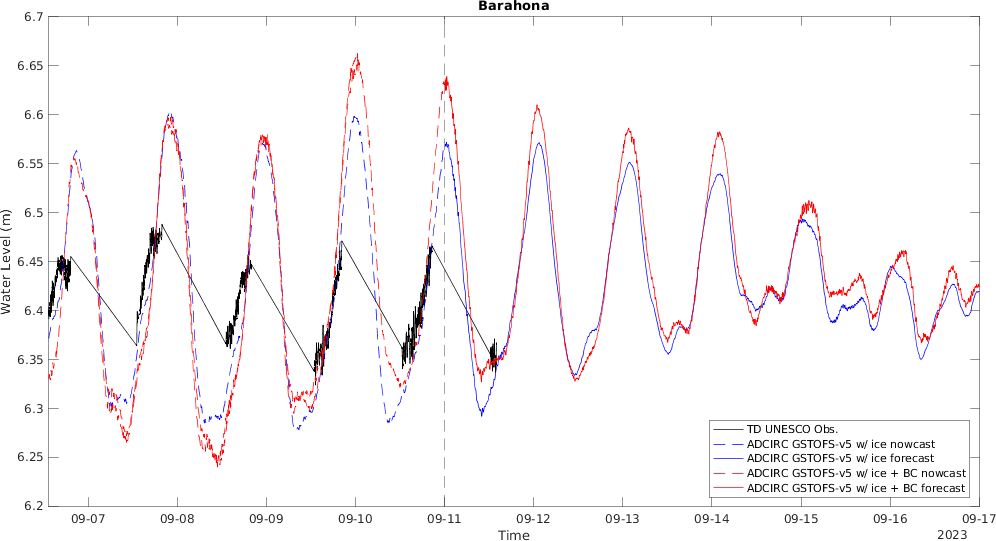 Barahona
6.7
6.65
6.6
6.55
6.5
6.45
6.4
6.35
6.3
6.25
6.2
Water Level (m)
TD UNESCO Obs.
ADCIRC GSTOFS-v5 w/ ice nowcast
ADCIRC GSTOFS-v5 w/ ice forecast
ADCIRC GSTOFS-v5 w/ ice + BC nowcast
ADCIRC GSTOFS-v5 w/ ice + BC forecast
09-07 09-08 09-09 09-10 09-11 09-12 09-13 09-14 09-15 09-16 09-17
Time
2023